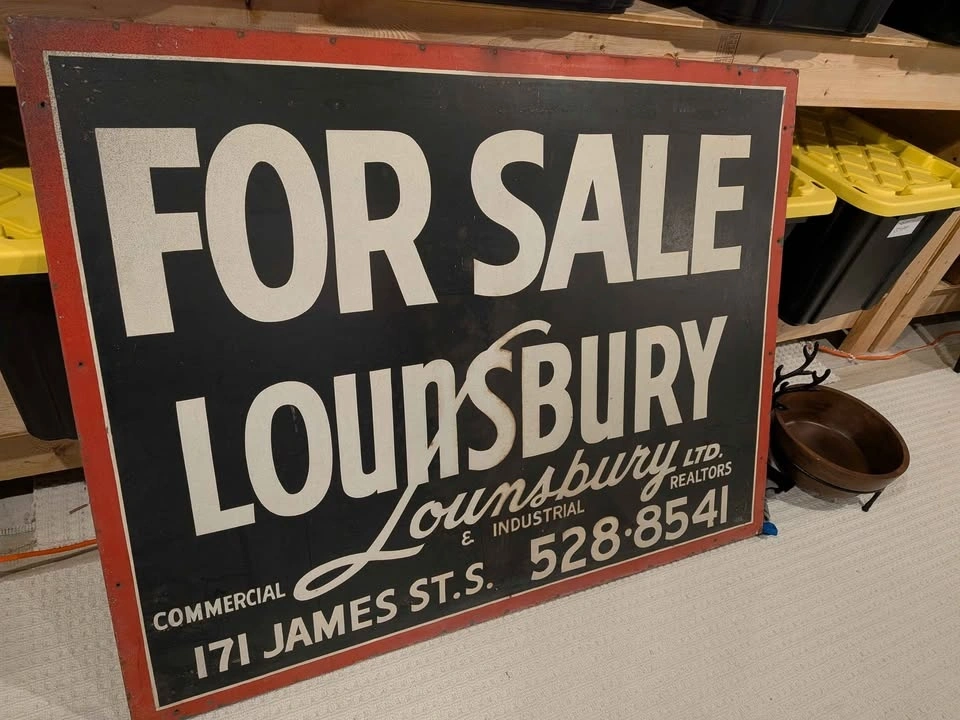 FOR SALE
LOUNSBURY
Lounsbury LTD.
REALTORS
COMMERCIAL & INDUSTRIAL
171 JAMES ST. S. 528·8541